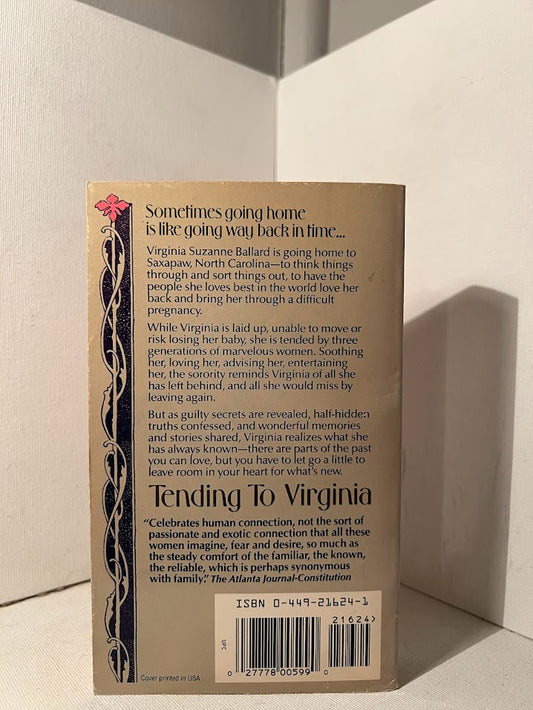 Sometimes going home
is like going way back in time...
Virginia Suzanne Ballard is going home to
Saxapaw, North Carolina—to think things
through and sort things out, to have the
people she loves best in the world love her
back and bring her through a difficult
pregnancy.
While Virginia is laid up, unable to move or
risk losing her baby, she is tended by three
generations of marvelous women. Soothing
her, loving her, advising her, entertaining
her, the sorority reminds Virginia of all she
has left behind, and all she would miss by
leaving again.
But as guilty secrets are revealed, half-hidden
truths confessed, and wonderful memories
and stories shared, Virginia realizes what she
has always known—there are parts of the past
you can love, but you have to let go a little to
leave room in your heart for what's new.
Tending To Virginia
"Celebrates human connection, not the sort of
passionate and exotic connection that all these
women imagine, fear and desire, so much as
the steady comfort of the familiar, the known,
the reliable, which is perhaps synonymous
with family." The Atlanta Journal-Constitution
ISBN 0-449-21624-1
21624>
UPC
0 27778 00599 0
Cover printed in USA